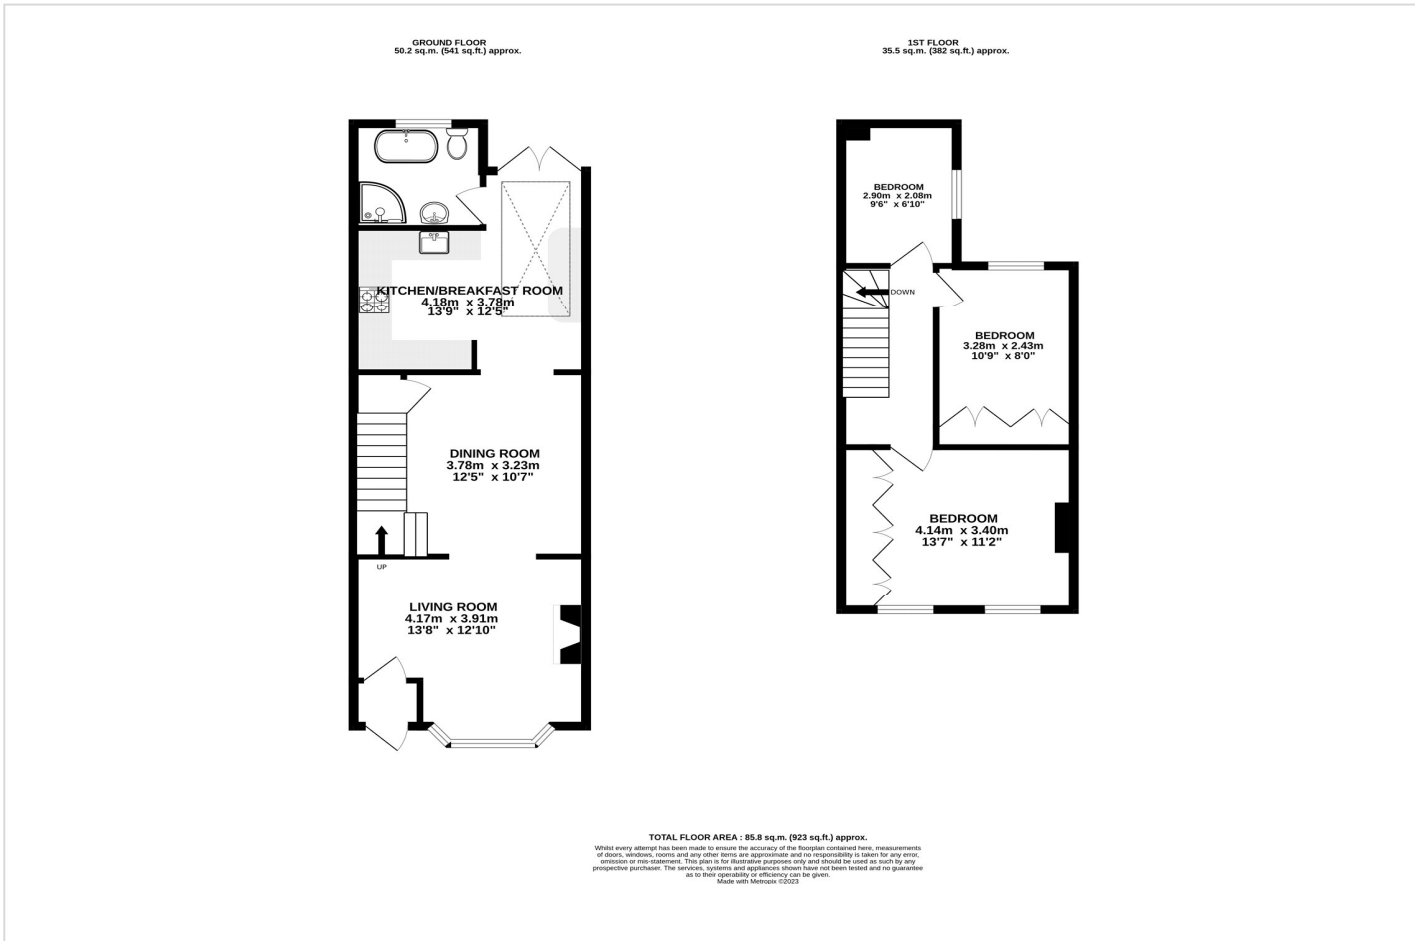 GROUND FLOOR
50.2 sq.m. (541 sq.ft.) approx.
1ST FLOOR
35.5 sq.m. (382 sq.ft.) approx.
KITCHEN/BREAKFAST ROOM
4.18m x 3.78m
13'9" x 12'5"
DINING ROOM
3.78m x 3.23m
12'5" x 10'7"
UP
LIVING ROOM
4.17m x 3.91m
13'8" x 12'10"
BEDROOM
2.90m x 2.08m
9'6" x 6'10"
DOWN
BEDROOM
3.28m x 2.43m
10'9" x 8'0"
BEDROOM
4.14m x 3.40m
13'7" x 11'2"
TOTAL FLOOR AREA : 85.8 sq.m. (923 sq.ft.) approx.
Whilst every attempt has been made to ensure the accuracy of the floorplan contained here, measurements
of doors, windows, rooms and any other items are approximate and no responsibility is taken for any error,
omission or mis-statement. This plan is for illustrative purposes only and should be used as such by any
prospective purchaser. The services, systems and appliances shown have not been tested and no guarantee
as to their operability or efficiency can be given.
Made with Metropix ©2023